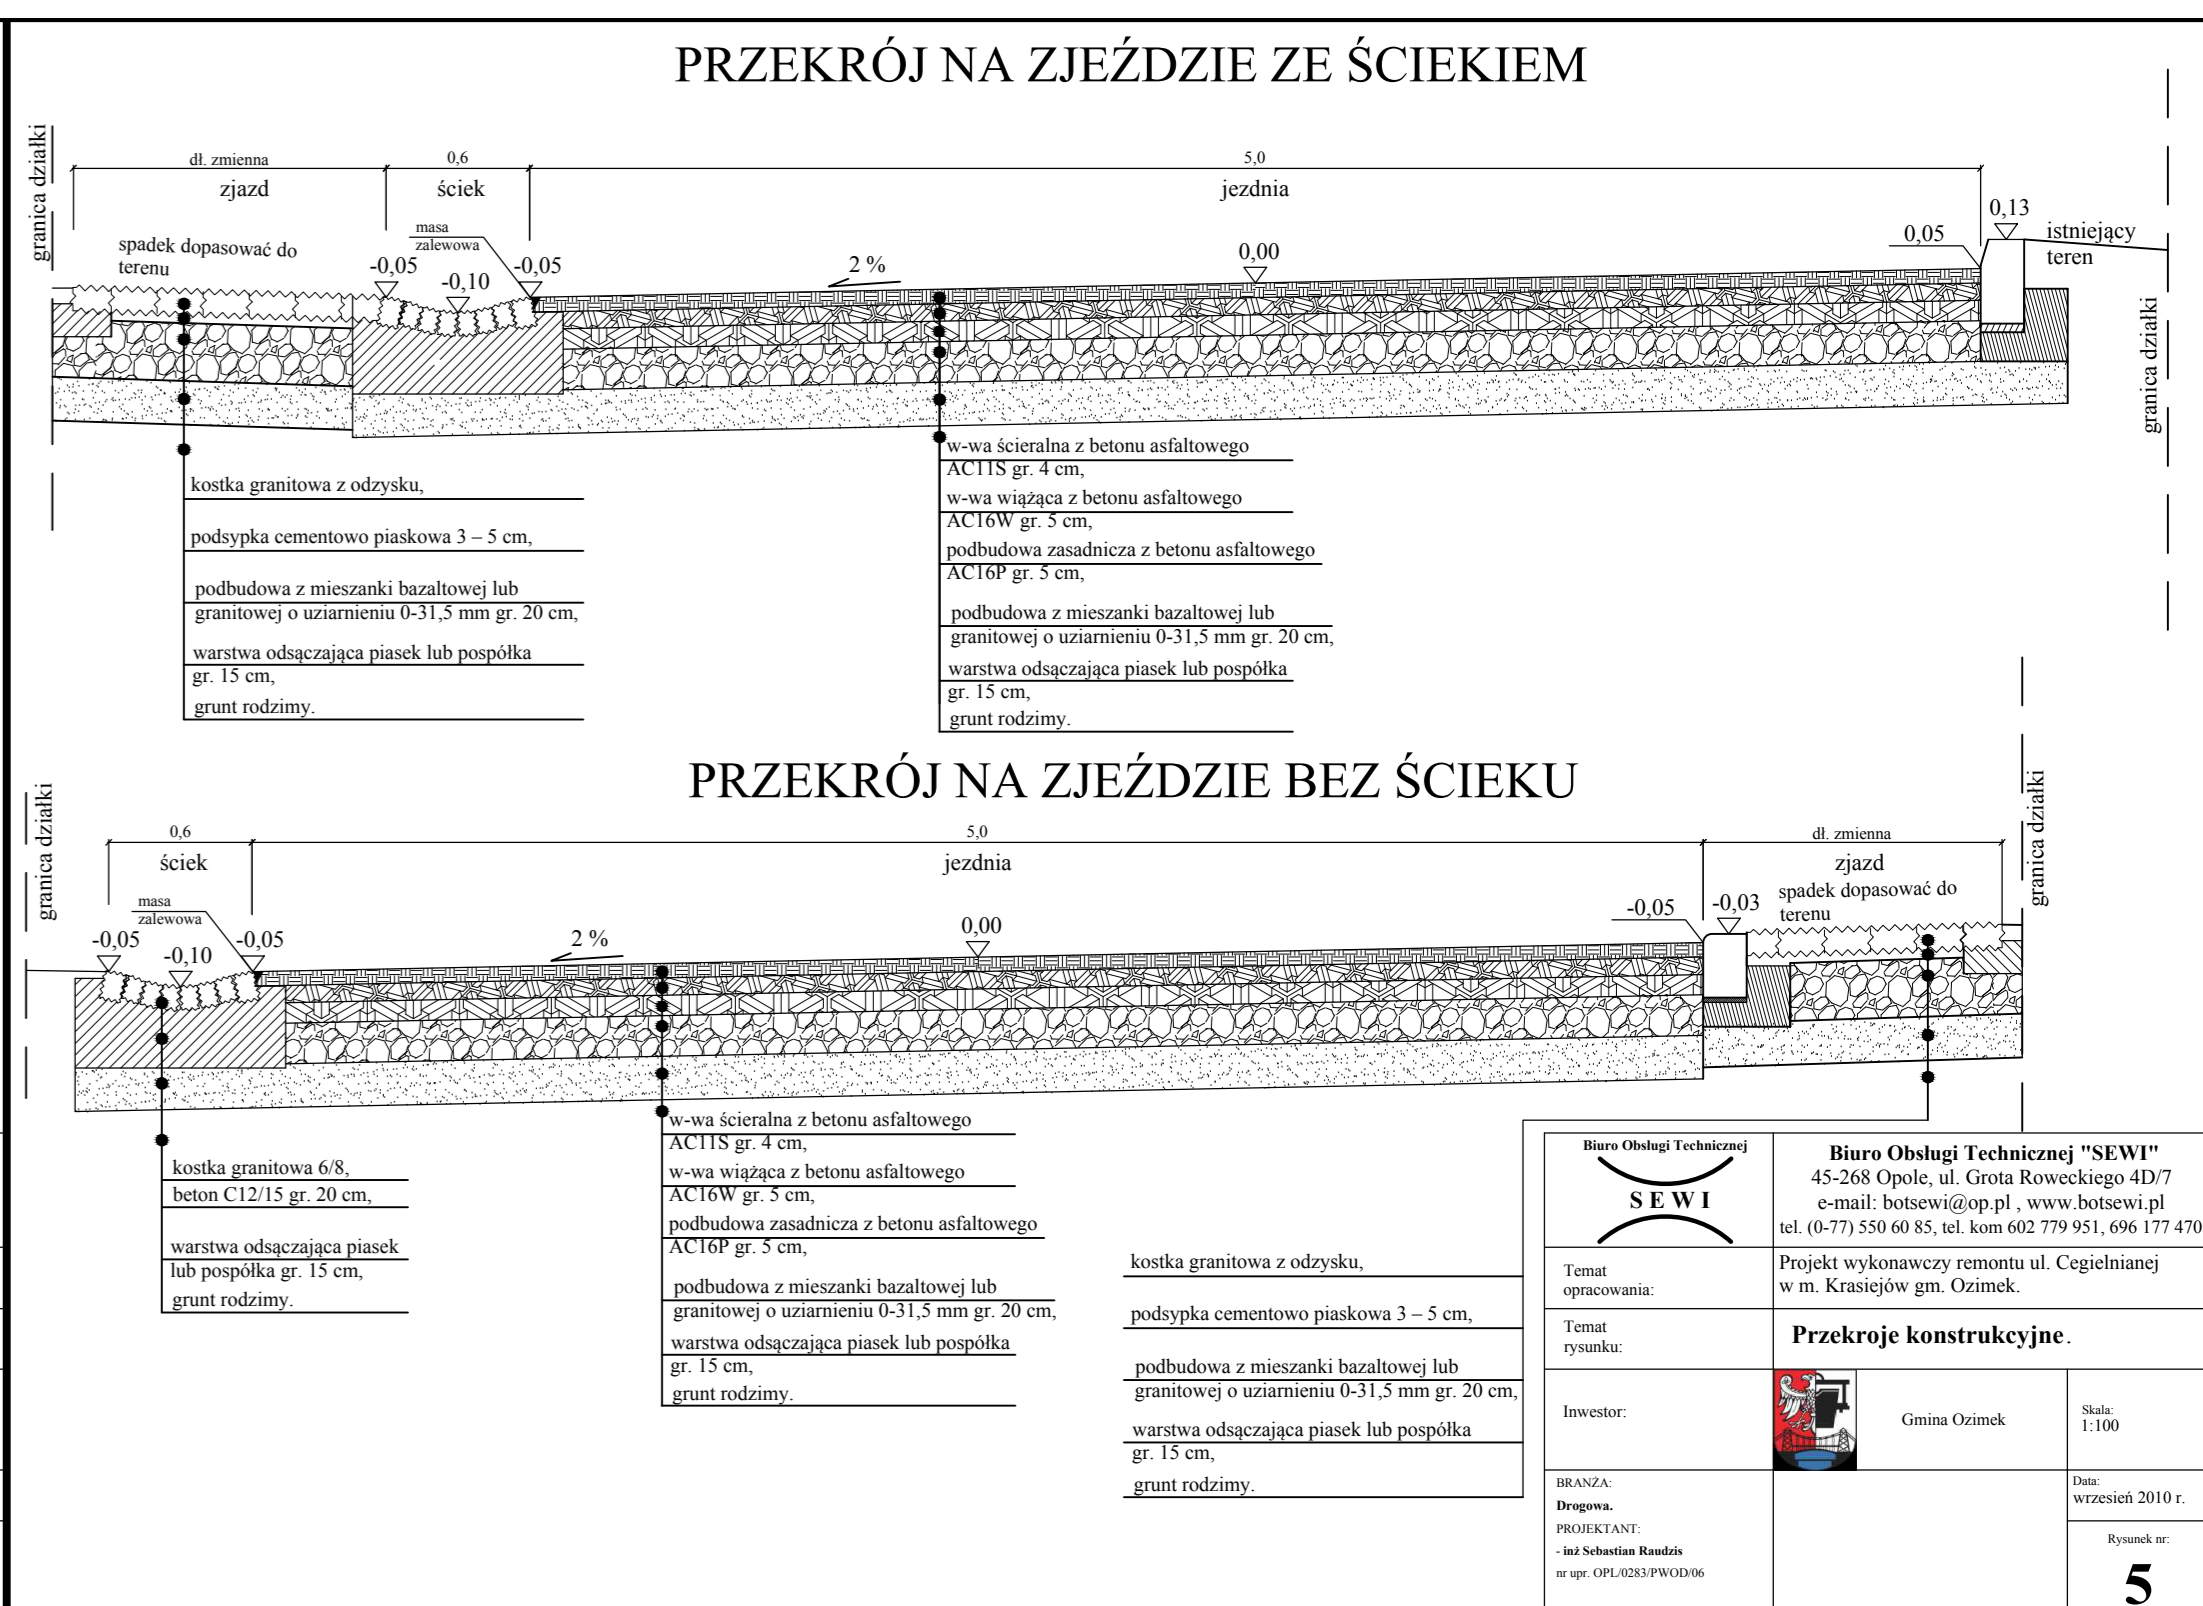 PRZEKRÓJ NA ZJEŹDZIE ZE ŚCIEKIEM
granica działki
dł. zmienna
zjazd
0,6
ściek
5,0
jezdnia
masa
zalewowa
spadek dopasować do
terenu
-0,05
-0,10
-0,05
2 %
0,00
0,05
0,13
istniejący
teren
granica działki
kostka granitowa z odzysku,
podsypka cementowo piaskowa 3 – 5 cm,
podbudowa z mieszanki bazaltowej lub
granitowej o uziarnieniu 0-31,5 mm gr. 20 cm,
warstwa odsączająca piasek lub pospółka
gr. 15 cm,
grunt rodzimy.
w-wa ścieralna z betonu asfaltowego
AC11S gr. 4 cm,
w-wa wiążąca z betonu asfaltowego
AC16W gr. 5 cm,
podbudowa zasadnicza z betonu asfaltowego
AC16P gr. 5 cm,
podbudowa z mieszanki bazaltowej lub
granitowej o uziarnieniu 0-31,5 mm gr. 20 cm,
warstwa odsączająca piasek lub pospółka
gr. 15 cm,
grunt rodzimy.
PRZEKRÓJ NA ZJEŹDZIE BEZ ŚCIEKU
granica działki
0,6
ściek
5,0
jezdnia
dł. zmienna
zjazd
granica działki
masa
zalewowa
-0,05
-0,10
-0,05
2 %
0,00
-0,05
-0,03
spadek dopasować do
terenu
kostka granitowa 6/8,
beton C12/15 gr. 20 cm,
warstwa odsączająca piasek
lub pospółka gr. 15 cm,
grunt rodzimy.
w-wa ścieralna z betonu asfaltowego
AC11S gr. 4 cm,
w-wa wiążąca z betonu asfaltowego
AC16W gr. 5 cm,
podbudowa zasadnicza z betonu asfaltowego
AC16P gr. 5 cm,
podbudowa z mieszanki bazaltowej lub
granitowej o uziarnieniu 0-31,5 mm gr. 20 cm,
warstwa odsączająca piasek lub pospółka
gr. 15 cm,
grunt rodzimy.
kostka granitowa z odzysku,
podsypka cementowo piaskowa 3 – 5 cm,
podbudowa z mieszanki bazaltowej lub
granitowej o uziarnieniu 0-31,5 mm gr. 20 cm,
warstwa odsączająca piasek lub pospółka
gr. 15 cm,
grunt rodzimy.
Biuro Obsługi Technicznej
SEWI
Biuro Obsługi Technicznej "SEWI"
45-268 Opole, ul. Grota Roweckiego 4D/7
e-mail: botsewi@op.pl , www.botsewi.pl
tel. (0-77) 550 60 85, tel. kom 602 779 951, 696 177 470
Temat
opracowania:
Projekt wykonawczy remontu ul. Cegielnianej
w m. Krasiejów gm. Ozimek.
Temat
rysunku:
Przekroje konstrukcyjne.
Inwestor:
Gmina Ozimek
Skala:
1:100
BRANŻA:
Drogowa.
PROJEKTANT:
- inż Sebastian Raudzis
nr upr. OPL/0283/PWOD/06
Data:
wrzesień 2010 r.
Rysunek nr:
5